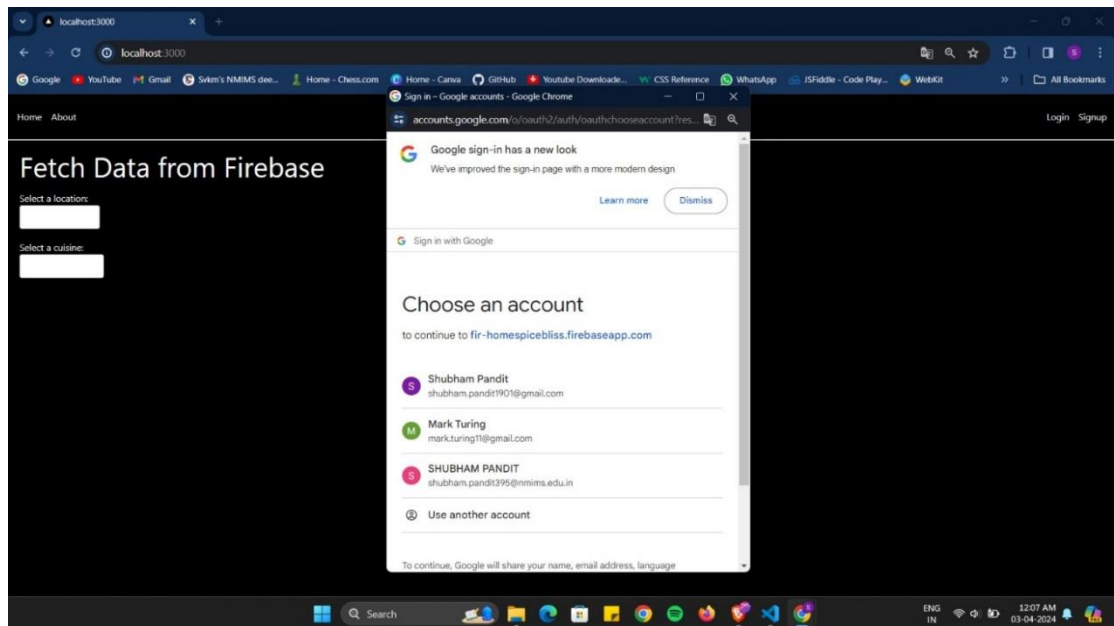 localhost:3000
localhost:3000
Google YouTube Gmail Svkm's NMIMS dee... Home - Chess.com Home - Canva GitHub Youtube Downloade... CSS Reference WhatsApp JSFiddle - Code Play... WebKit » All Bookmarks
Sign in – Google accounts - Google Chrome
Home About
accounts.google.com/o/oauth2/auth/oauthchooseaccount?res...
Login Signup
Google sign-in has a new look
We've improved the sign-in page with a more modern design
Learn more Dismiss
Fetch Data from Firebase
Select a location:
Select a cuisine:
Sign in with Google
Choose an account
to continue to fir-homespicebliss.firebaseapp.com
S Shubham Pandit
shubham.pandit1901@gmail.com
M Mark Turing
mark.turing11@gmail.com
S SHUBHAM PANDIT
shubham.pandit395@nmims.edu.in
Use another account
To continue, Google will share your name, email address, language
Search
ENG
IN
12:07 AM
03-04-2024